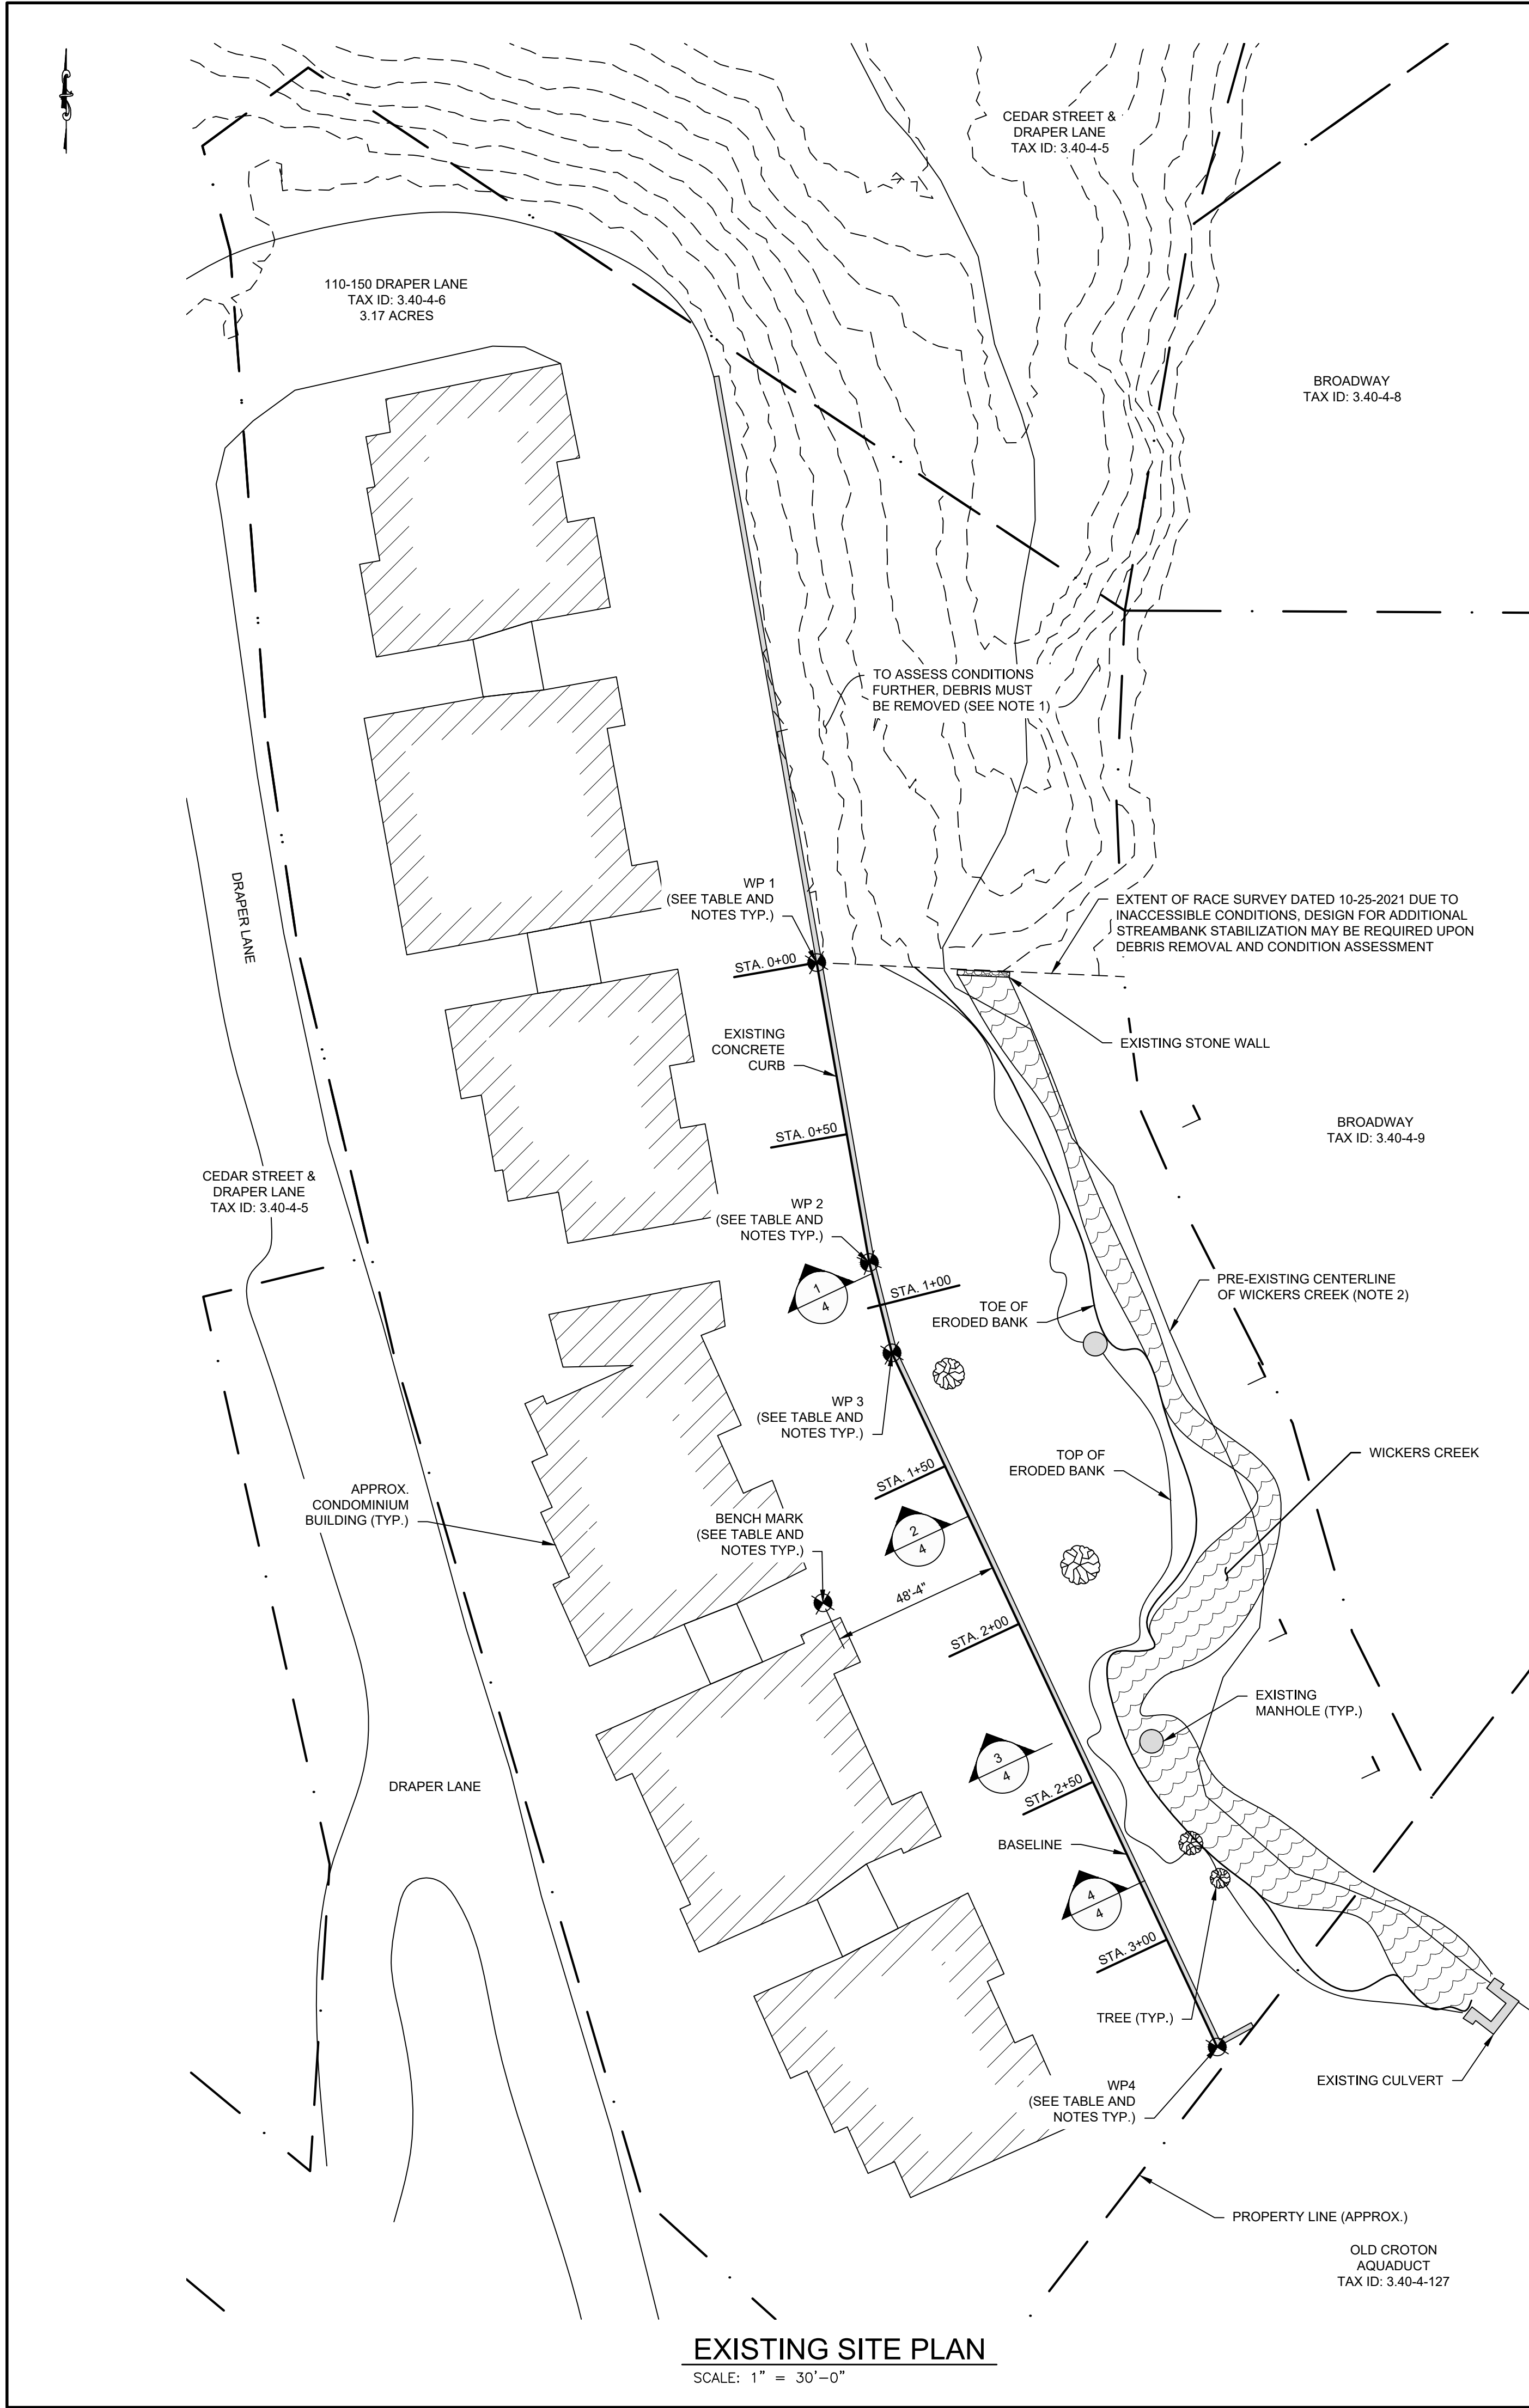 CEDAR STREET &
DRAPER LANE
TAX ID: 3.40-4-5
110-150 DRAPER LANE
TAX ID: 3.40-4-6
3.17 ACRES
BROADWAY
TAX ID: 3.40-4-8
TO ASSESS CONDITIONS
FURTHER, DEBRIS MUST
BE REMOVED (SEE NOTE 1)
DRAPER LANE
WP 1
(SEE TABLE AND
NOTES TYP.)
EXTENT OF RACE SURVEY DATED 10-25-2021 DUE TO
INACCESSIBLE CONDITIONS, DESIGN FOR ADDITIONAL
STREAMBANK STABILIZATION MAY BE REQUIRED UPON
DEBRIS REMOVAL AND CONDITION ASSESSMENT
STA. 0+00
EXISTING
CONCRETE
CURB
EXISTING STONE WALL
STA. 0+50
BROADWAY
TAX ID: 3.40-4-9
CEDAR STREET &
DRAPER LANE
TAX ID: 3.40-4-5
WP 2
(SEE TABLE AND
NOTES TYP.)
1
4
STA. 1+00
TOE OF
ERODED BANK
PRE-EXISTING CENTERLINE
OF WICKERS CREEK (NOTE 2)
WP 3
(SEE TABLE AND
NOTES TYP.)
TOP OF
ERODED BANK
WICKERS CREEK
STA. 1+50
APPROX.
CONDOMINIUM
BUILDING (TYP.)
BENCH MARK
(SEE TABLE AND
NOTES TYP.)
2
4
48'-4"
STA. 2+00
EXISTING
MANHOLE (TYP.)
3
4
STA. 2+50
DRAPER LANE
BASELINE
4
4
STA. 3+00
TREE (TYP.)
WP4
(SEE TABLE AND
NOTES TYP.)
EXISTING CULVERT
PROPERTY LINE (APPROX.)
OLD CROTON
AQUADUCT
TAX ID: 3.40-4-127
EXISTING SITE PLAN
SCALE: 1" = 30'-0"